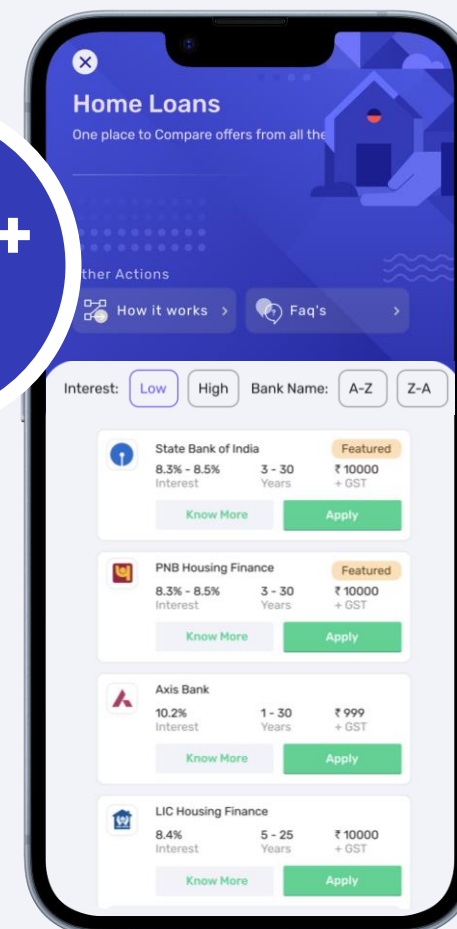 +
Home Loans
One place to Compare offers from all the
ther Actions
How it works >
Faq's >
Interest: Low High Bank Name: A-Z Z-A
State Bank of India Featured
8.3% - 8.5% 3 - 30 ₹ 10000
Interest Years + GST
Know More Apply
PNB Housing Finance Featured
8.3% - 8.5% 3 - 30 ₹ 10000
Interest Years + GST
Know More Apply
Axis Bank
10.2% 1 - 30 ₹ 999
Interest Years + GST
Know More Apply
LIC Housing Finance
8.4% 5 - 25 ₹ 10000
Interest Years + GST
Know More Apply